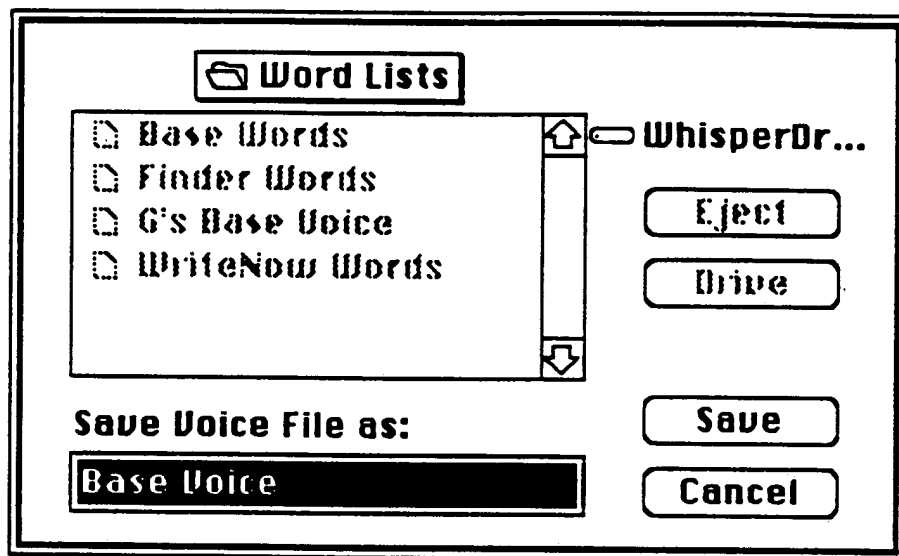 Word Lists
Base Words
Finder Words
G's Base Voice
WriteNow Words
WhisperDr...
Eject
Drive
Save Voice File as:
Base Voice
Save
Cancel